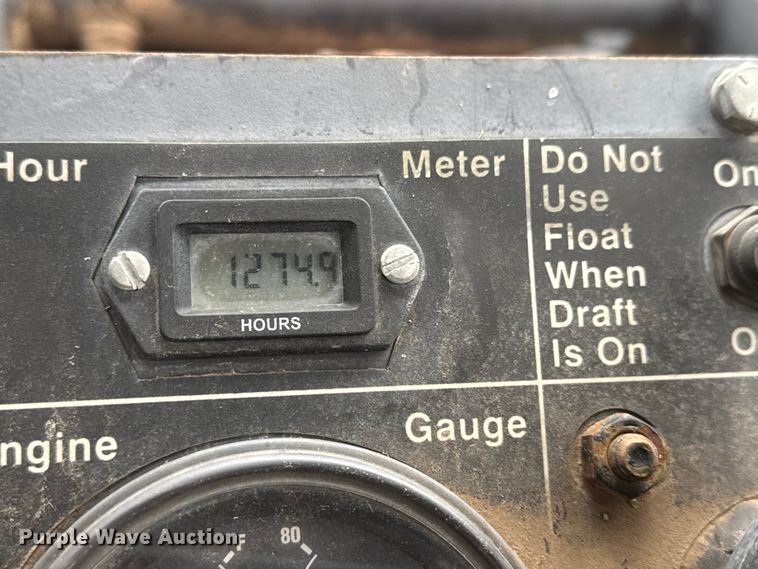 Hour Meter
1274.9
HOURS
Do Not
Use
Float
When
Draft
Is On
On
ngine Gauge
F 80
Purple Wave Auction.